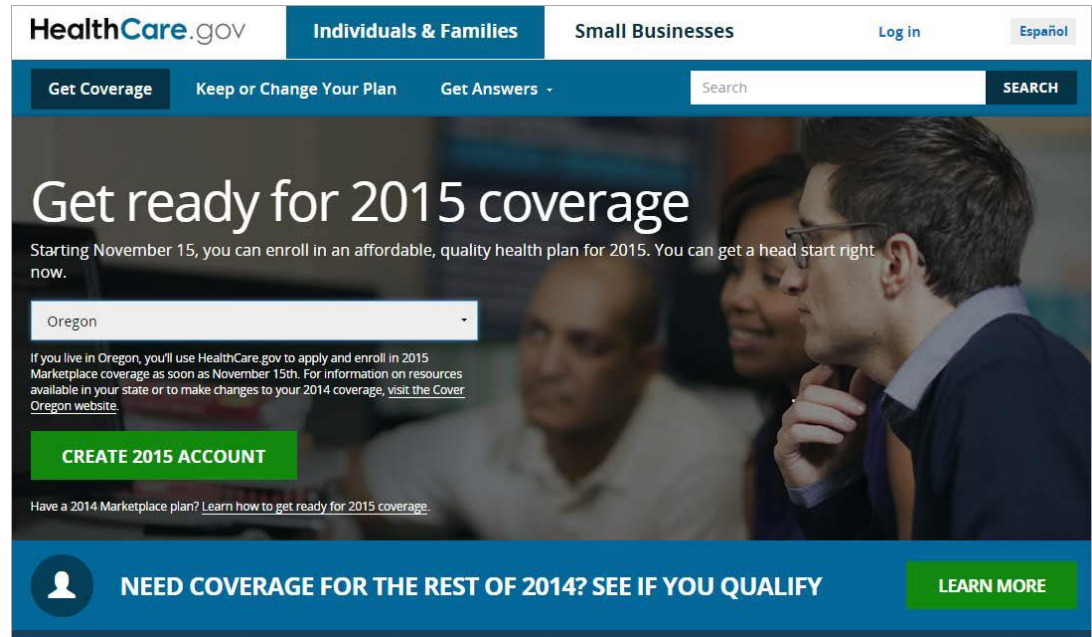 HealthCare.gov
Individuals & Families
Small Businesses
Log in
Español
Get Coverage
Keep or Change Your Plan
Get Answers
Search
SEARCH
Get ready for 2015 coverage
Starting November 15, you can enroll in an affordable, quality health plan for 2015. You can get a head start right
now.
Oregon
If you live in Oregon, you'll use HealthCare.gov to apply and enroll in 2015
Marketplace coverage as soon as November 15th. For information on resources
available in your state or to make changes to your 2014 coverage, visit the Cover
Oregon website.
CREATE 2015 ACCOUNT
Have a 2014 Marketplace plan? Learn how to get ready for 2015 coverage.
NEED COVERAGE FOR THE REST OF 2014? SEE IF YOU QUALIFY
LEARN MORE